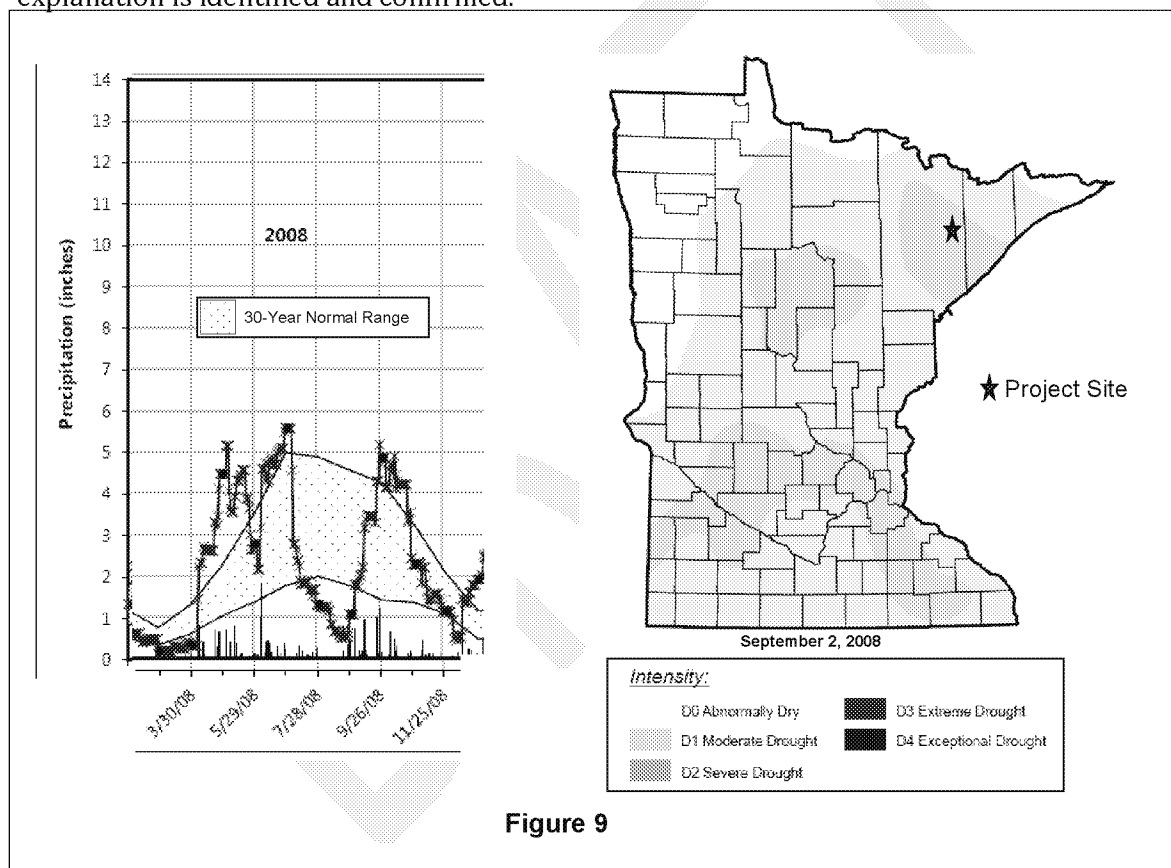 explanation is identified and confirmed.
14
13
12
11
10
9
8
7
6
5
4
3
2
1
0
Precipitation (inches)
2008
30-Year Normal Range
3/30/08
5/29/08
7/28/08
9/26/08
11/25/08
Project Site
September 2, 2008
Intensity:
D0 Abnormally Dry
D3 Extreme Drought
D1 Moderate Drought
D4 Exceptional Drought
D2 Severe Drought
Figure 9